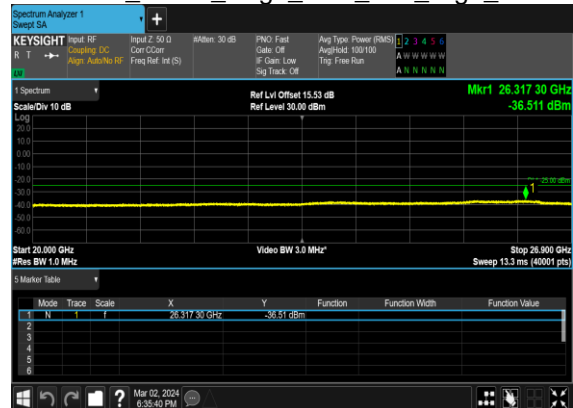 Spectrum Analyzer 1
Swept SA
+
KEYSIGHT Input: RF Input Z: 50 Ω #Atten: 30 dB PNO: Fast Avg Type: Power (RMS) 1 2 3 4 5 6
R T Coupling: DC Corr CCorr Gate: Off Avg|Hold: 100/100 A W W W W W
Align: Auto/No RF Freq Ref: Int (S) IF Gain: Low Trig: Free Run
Sig Track: Off A N N N N N
1 Spectrum Ref Lvl Offset 15.53 dB Mkr1 26.317 30 GHz
Scale/Div 10 dB Ref Level 30.00 dBm -36.511 dBm
Log
20.0
10.0
0.00
-10.0
-20.0
-25.00 dBm
-30.0
1
-40.0
-50.0
-60.0
Start 20.000 GHz Video BW 3.0 MHz* Stop 26.900 GHz
#Res BW 1.0 MHz Sweep 13.3 ms (40001 pts)
5 Marker Table
Mode Trace Scale X Y Function Function Width Function Value
1 N 1 f 26.317 30 GHz -36.51 dBm
2
3
4
5
6
? Mar 02, 2024
6:35:40 PM